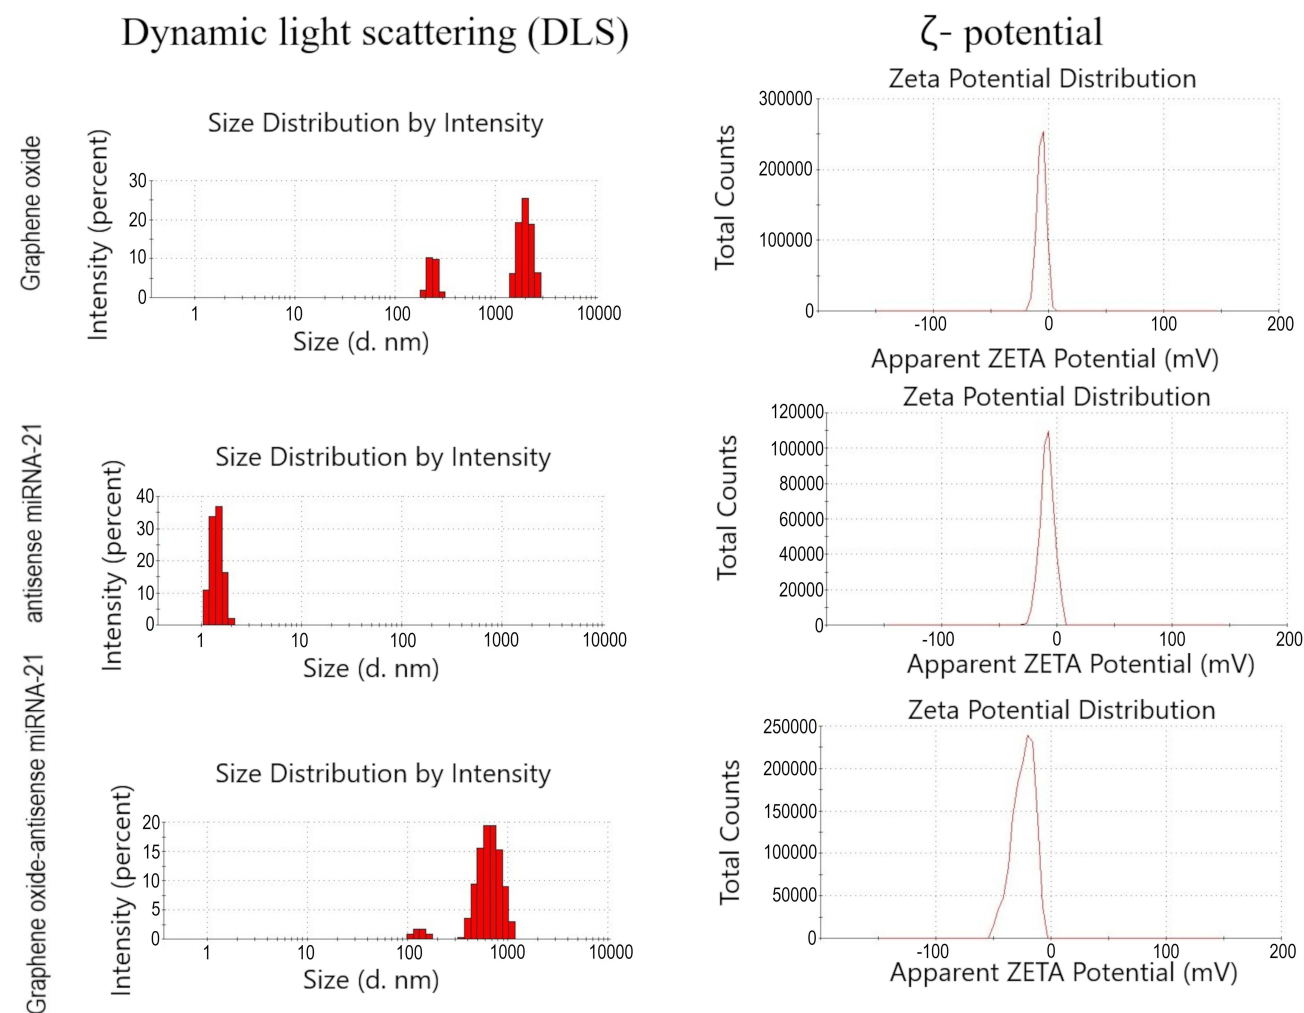 Dynamic light scattering (DLS)
ζ- potential
Graphene oxide
Size Distribution by Intensity
Intensity (percent)
30
20
10
0
1
10
100
1000
10000
Size (d. nm)
Zeta Potential Distribution
Total Counts
300000
200000
100000
0
-100
0
100
200
Apparent ZETA Potential (mV)
antisense miRNA-21
Size Distribution by Intensity
Intensity (percent)
40
30
20
10
0
1
10
100
1000
10000
Size (d. nm)
Zeta Potential Distribution
Total Counts
120000
100000
80000
60000
40000
20000
0
-100
0
100
200
Apparent ZETA Potential (mV)
Graphene oxide-antisense miRNA-21
Size Distribution by Intensity
Intensity (percent)
20
15
10
5
0
1
10
100
1000
10000
Size (d. nm)
Zeta Potential Distribution
Total Counts
250000
200000
150000
100000
50000
0
-100
0
100
200
Apparent ZETA Potential (mV)